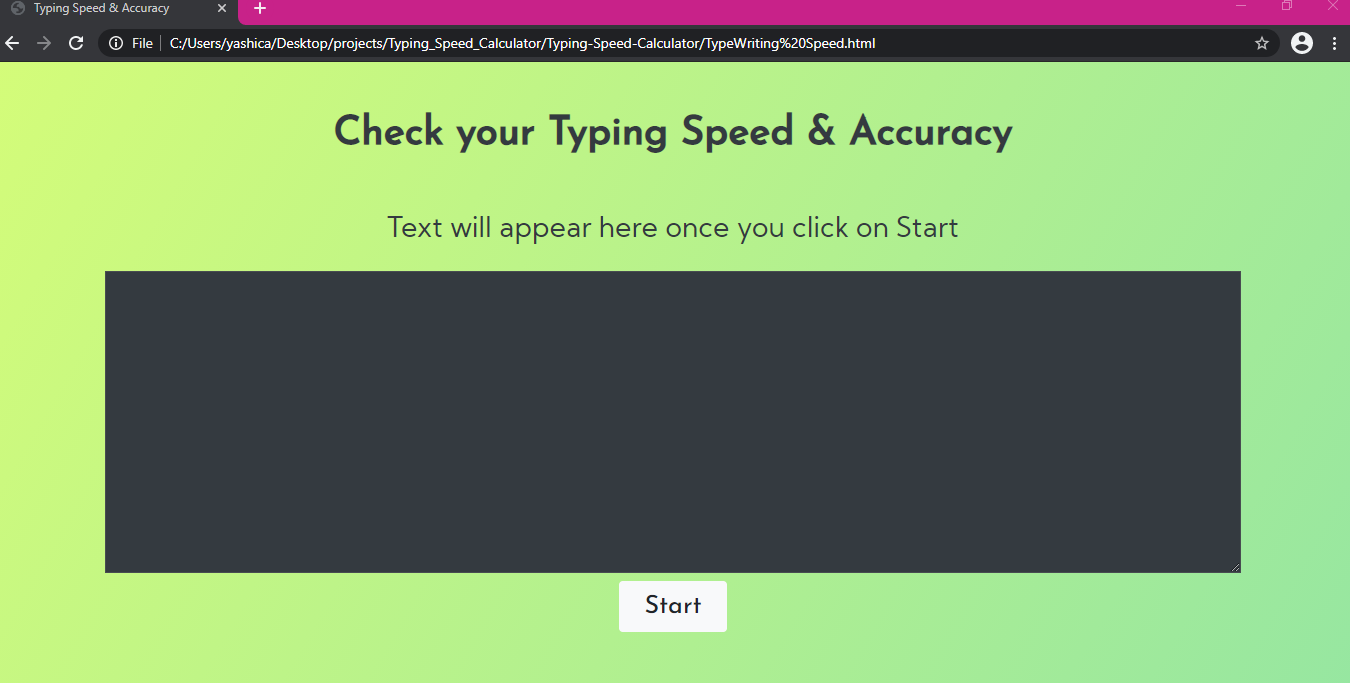 Typing Speed & Accuracy
File C:/Users/yashica/Desktop/projects/Typing_Speed_Calculator/Typing-Speed-Calculator/TypeWriting%20Speed.html
Check your Typing Speed & Accuracy
Text will appear here once you click on Start
Start